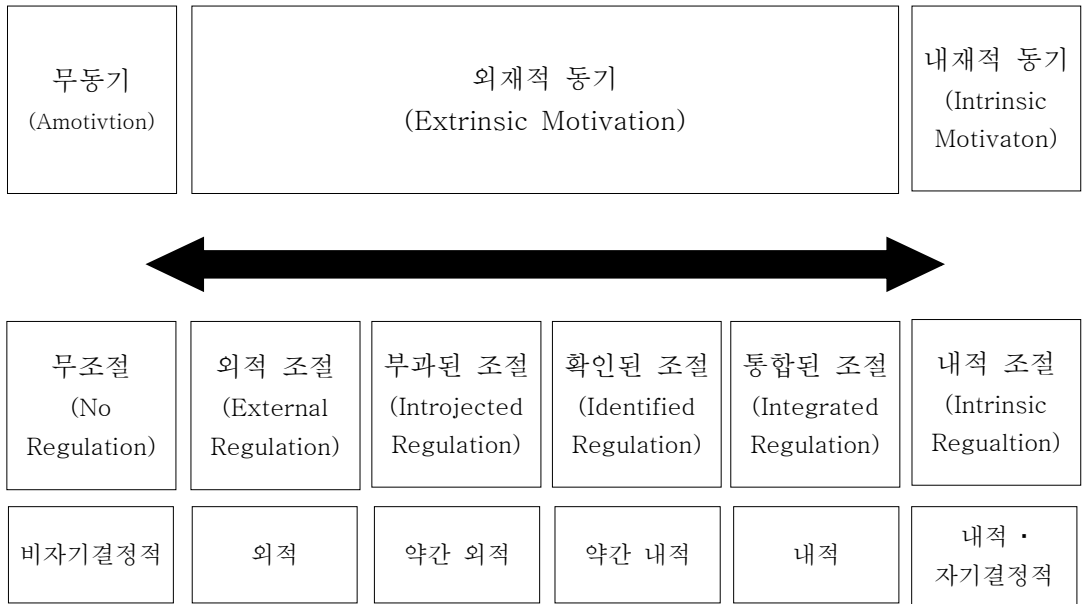 무동기
(Amotivtion)
외재적 동기
(Extrinsic Motivation)
내재적 동기
(Intrinsic
Motivaton)
무조절
(No
Regulation)
외적 조절
(External
Regulation)
부과된 조절
(Introjected
Regulation)
확인된 조절
(Identified
Regulation)
통합된 조절
(Integrated
Regulation)
내적 조절
(Intrinsic
Regualtion)
비자기결정적
외적
약간 외적
약간 내적
내적
내적 ·
자기결정적